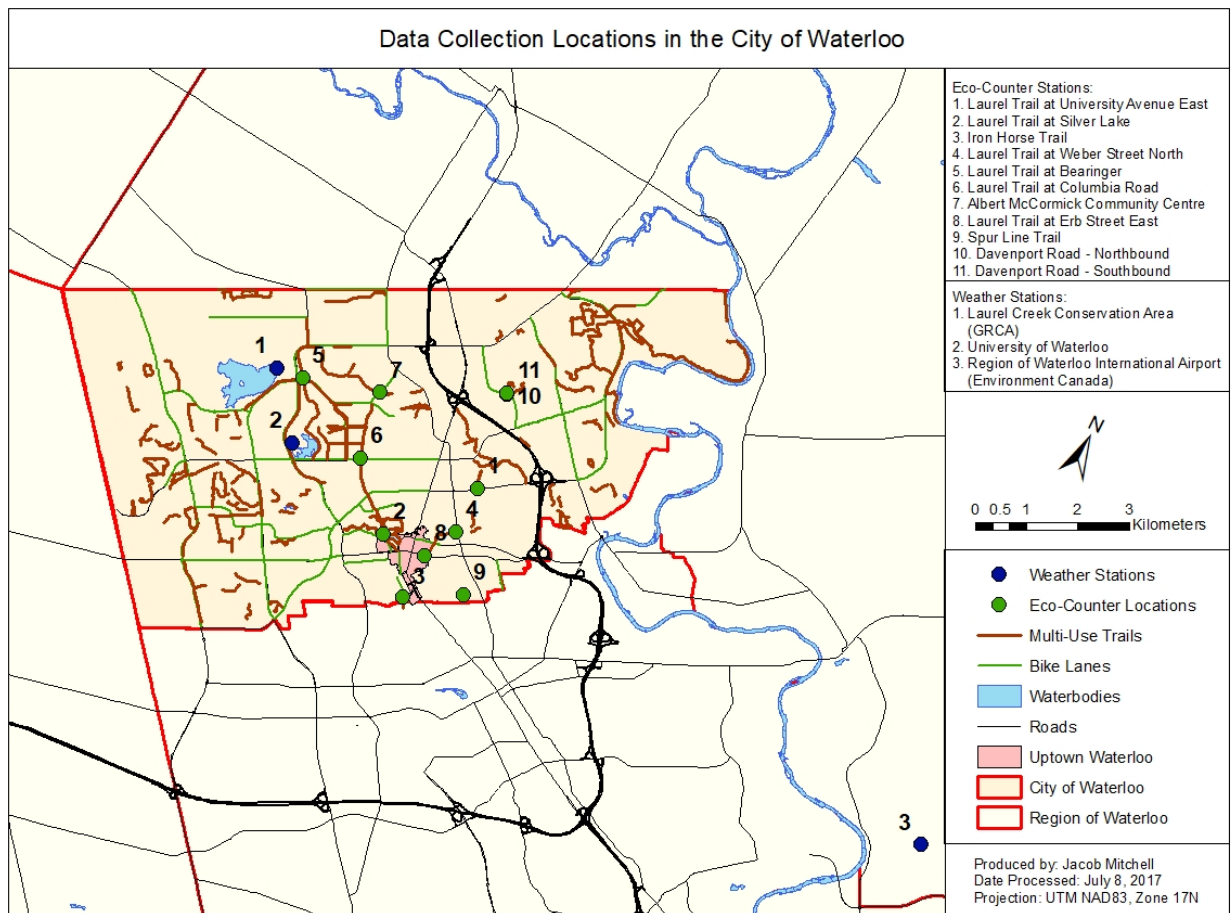 Data Collection Locations in the City of Waterloo
Eco-Counter Stations:
1. Laurel Trail at University Avenue East
2. Laurel Trail at Silver Lake
3. Iron Horse Trail
4. Laurel Trail at Weber Street North
5. Laurel Trail at Bearinger
6. Laurel Trail at Columbia Road
7. Albert McCormick Community Centre
8. Laurel Trail at Erb Street East
9. Spur Line Trail
10. Davenport Road - Northbound
11. Davenport Road - Southbound
Weather Stations:
1. Laurel Creek Conservation Area
(GRCA)
2. University of Waterloo
3. Region of Waterloo International Airport
(Environment Canada)
N
0 0.5 1 2 3
Kilometers
Weather Stations
Eco-Counter Locations
Multi-Use Trails
Bike Lanes
Waterbodies
Roads
Uptown Waterloo
City of Waterloo
Region of Waterloo
Produced by: Jacob Mitchell
Date Processed: July 8, 2017
Projection: UTM NAD83, Zone 17N
1
5
7
11
10
2
6
1
2
8
4
3
9
3